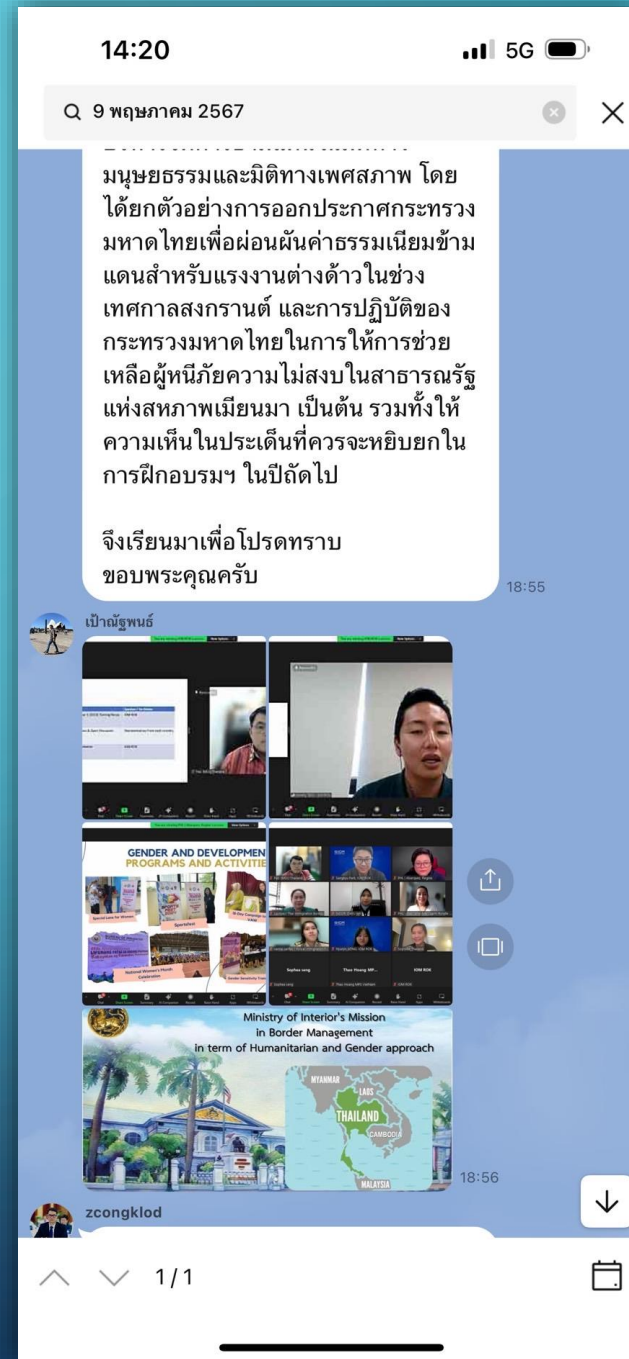 14:20
5G
9 พฤษภาคม 2567
มนุษยธรรมและมิติทางเพศสภาพ โดย
ได้ยกตัวอย่างการออกประกาศกระทรวง
มหาดไทยเพื่อผ่อนผันค่าธรรมเนียมข้าม
แดนสำหรับแรงงานต่างด้าวในช่วง
เทศกาลสงกรานต์ และการปฏิบัติของ
กระทรวงมหาดไทยในการให้การช่วย
เหลือผู้หนีภัยความไม่สงบในสาธารณรัฐ
แห่งสหภาพเมียนมา เป็นต้น รวมทั้งให้
ความเห็นในประเด็นที่ควรจะหยิบยกใน
การฝึกอบรมฯ ในปีถัดไป
จึงเรียนมาเพื่อโปรดทราบ
ขอบพระคุณครับ
18:55
เป้าณัฐพนธ์
GENDER AND DEVELOPMEN
PROGRAMS AND ACTIVITIE
Special Lane for Women
National Women's Month
Celebration
Sophea seng
Thao Hoang MP...
IOM ROK
Ministry of Interior's Mission
in Border Management
in term of Humanitarian and Gender approach
MYANMAR
LAOS
THAILAND
CAMBODIA
MALAYSIA
18:56
zcongklod
1/1